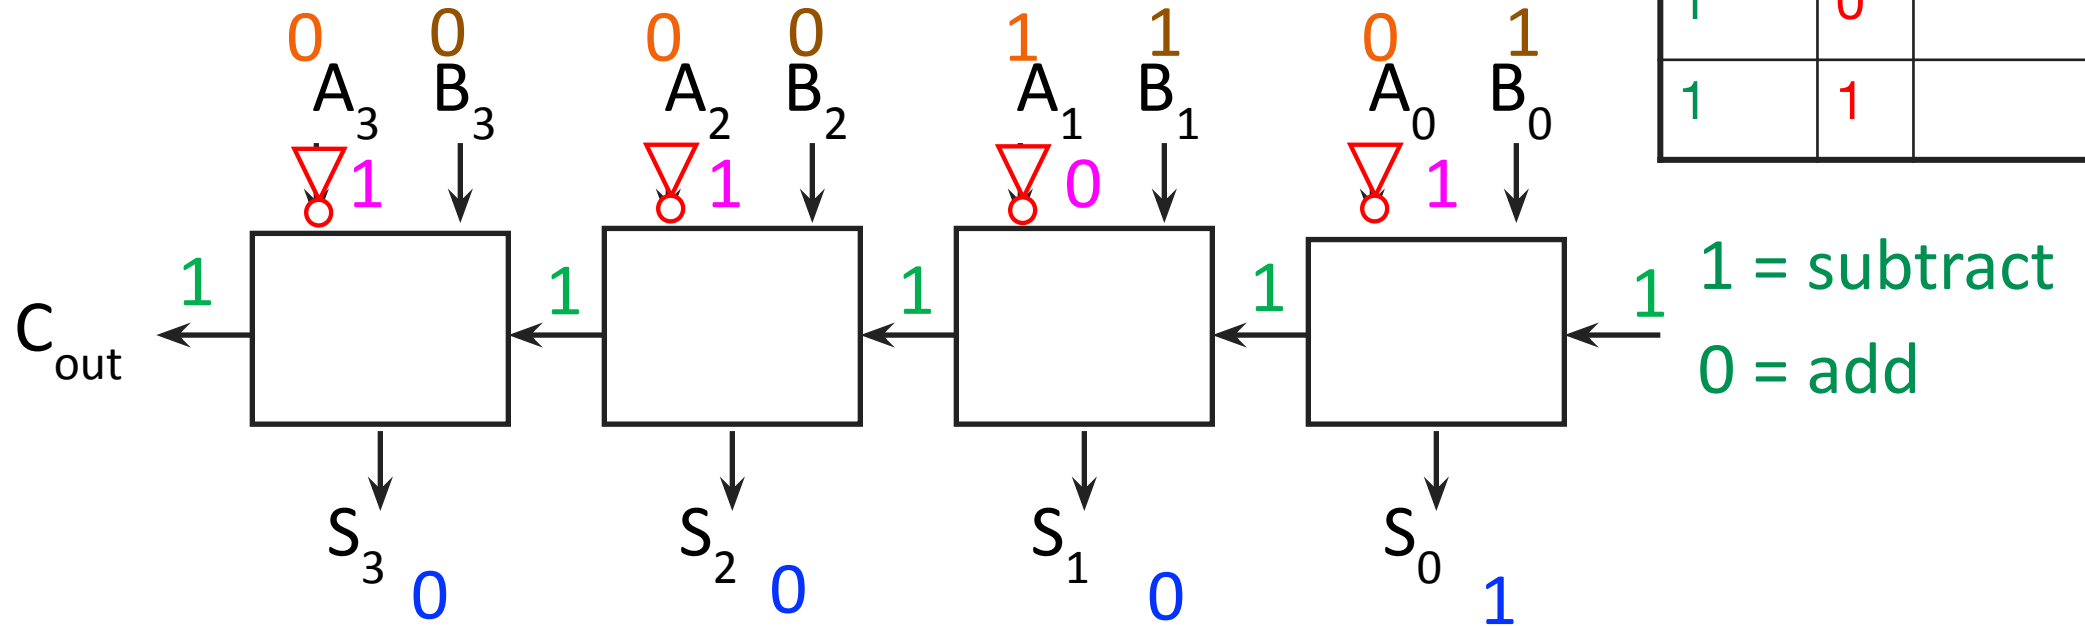 0 0 0 0 1 1 0 1
A3 B3 A2 B2 A1 B1 A0 B0
1 1 0 1
1 1 1 1 1
Cout
S3 S2 S1 S0
0 0 0 1
1 = subtract
0 = add
1 0
1 1